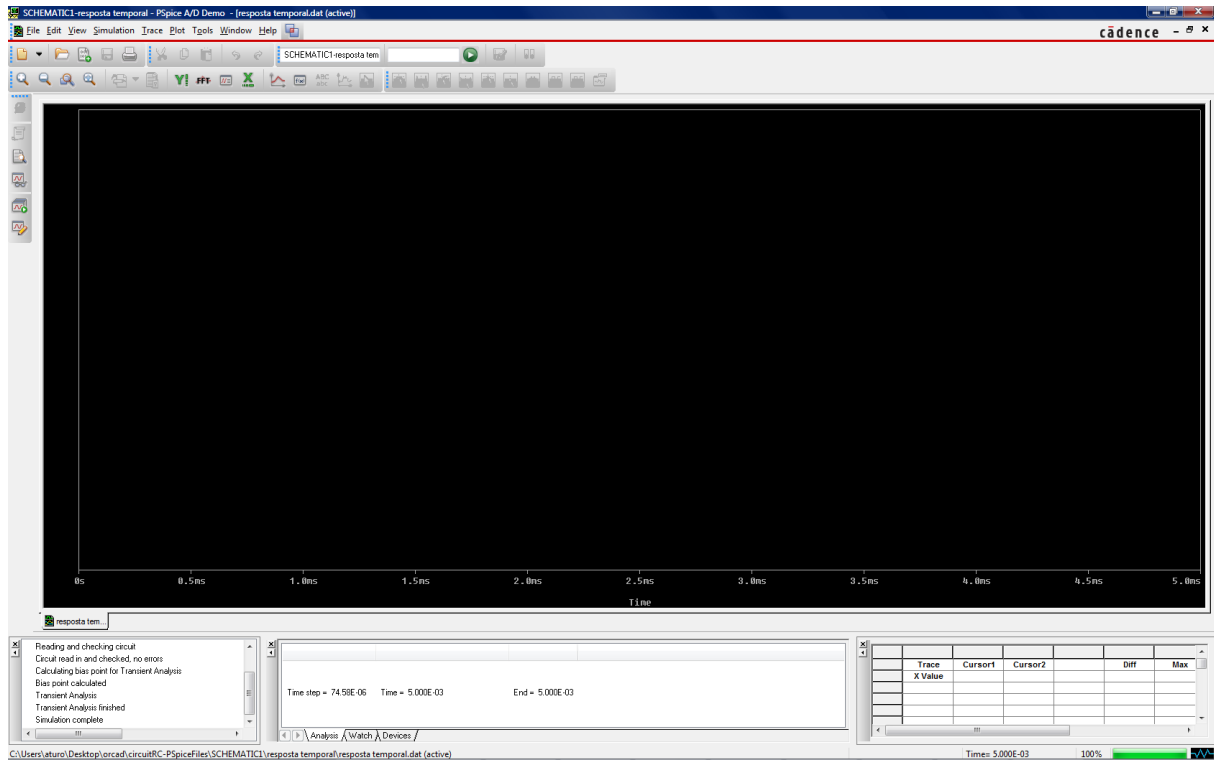 SCHEMATIC1-resposta temporal - PSpice A/D Demo - [resposta temporal.dat (active)]
File Edit View Simulation Trace Plot Tools Window Help
cādence
SCHEMATIC1-resposta tem
FFT
ABC
0s 0.5ms 1.0ms 1.5ms 2.0ms 2.5ms 3.0ms 3.5ms 4.0ms 4.5ms 5.0ms
Time
resposta tem...
Reading and checking circuit
Circuit read in and checked, no errors
Calculating bias point for Transient Analysis
Bias point calculated
Transient Analysis
Transient Analysis finished
Simulation complete
Time step = 74.58E-06 Time = 5.000E-03 End = 5.000E-03
Analysis Watch Devices
Trace Cursor1 Cursor2 Diff Max
X Value
C:\Users\aturo\Desktop\orcad\circuitRC-PSpiceFiles\SCHEMATIC1\resposta temporal\resposta temporal.dat (active)
Time= 5.000E-03 100%